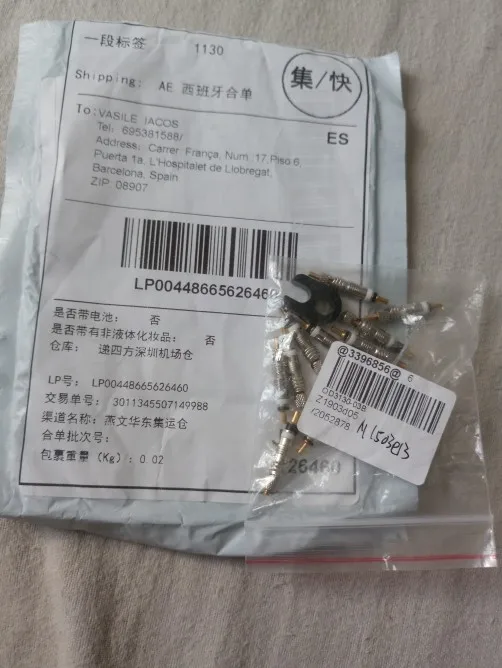 一段标签
1130
Shipping: AE 西班牙合单
集/快
To: VASILE IACOS
Tel: 695381588/
ES
Address: Carrer França, Num 17,Piso 6,
Puerta 1a, L'Hospitalet de Llobregat,
Barcelona, Spain
ZIP 08907
LP00448665626460
是否带电池: 否
是否带有非液体化妆品: 否
仓库: 递四方深圳机场仓
LP号: LP00448665626460
交易单号: 3011345507149988
渠道名称: 燕文华东集运仓
合单批次号:
包裹重量 (Kg): 0.02
26460
@3396856@ 6
QD3130-03B
Z1903d06